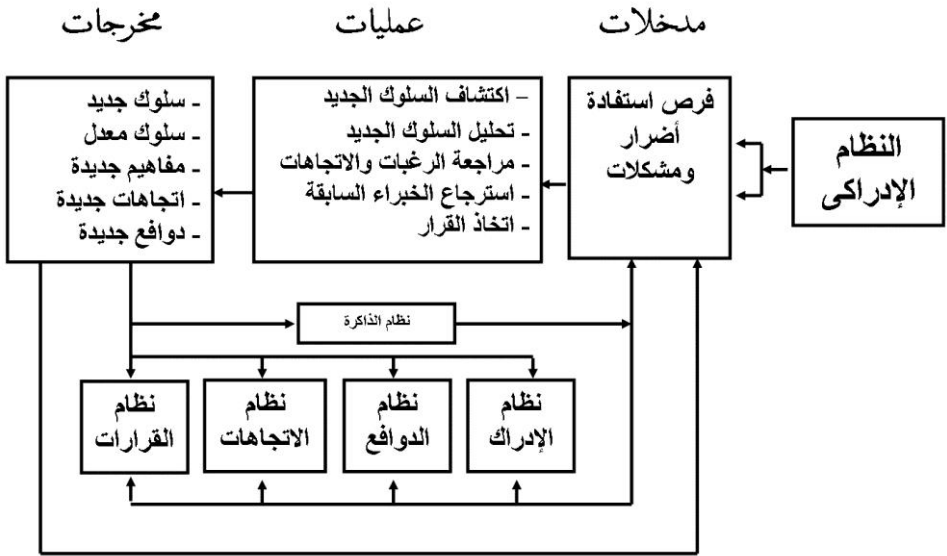 مدخلات
عمليات
مخرجات
النظام
الإدراكى
فرص استفادة
أضرار
ومشكلات
– اكتشاف السلوك الجديد
- تحليل السلوك الجديد
- مراجعة الرغبات والاتجاهات
- استرجاع الخبراء السابقة
- اتخاذ القرار
- سلوك جديد
- سلوك معدل
- مفاهيم جديدة
- اتجاهات جديدة
- دوافع جديدة
نظام الذاكرة
نظام
الإدراك
نظام
الدوافع
نظام
الاتجاهات
نظام
القرارات